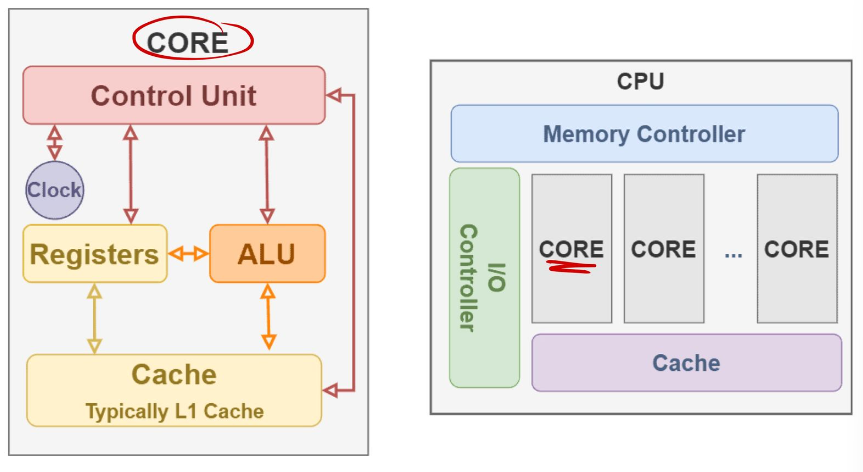 CORE
Control Unit
Clock
Registers
ALU
Cache
Typically L1 Cache
CPU
Memory Controller
I/O
Controller
CORE
CORE
...
CORE
Cache